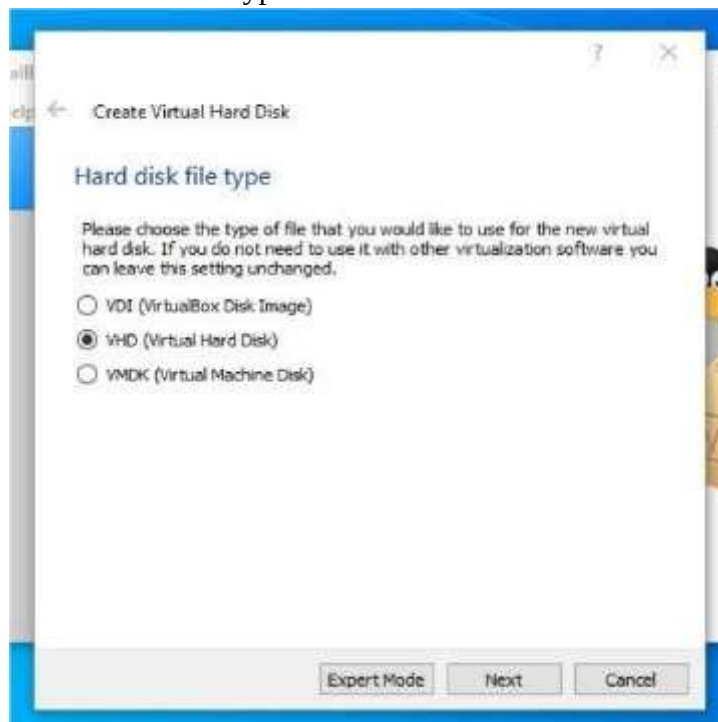 ? ×
← Create Virtual Hard Disk
Hard disk file type
Please choose the type of file that you would like to use for the new virtual
hard disk. If you do not need to use it with other virtualization software you
can leave this setting unchanged.
VDI (VirtualBox Disk Image)
VHD (Virtual Hard Disk)
VMDK (Virtual Machine Disk)
Expert Mode Next Cancel